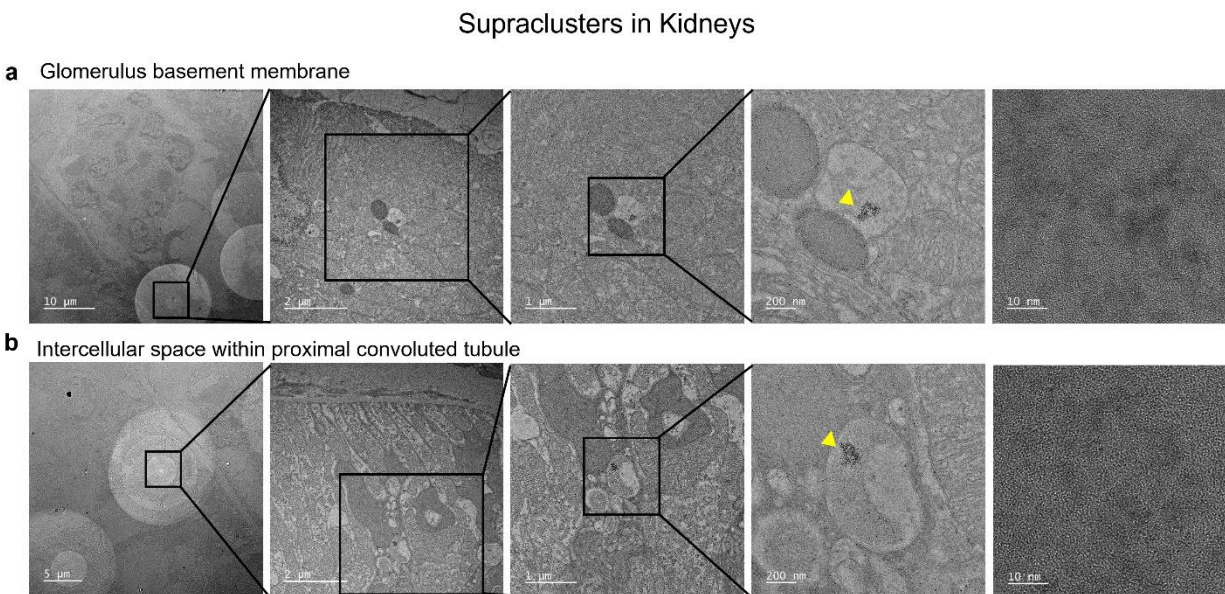 Supraclusters in Kidneys
a Glomerulus basement membrane
10 µm
2 µm
1 µm
200 nm
10 nm
b Intercellular space within proximal convoluted tubule
5 µm
2 µm
1 µm
200 nm
10 nm